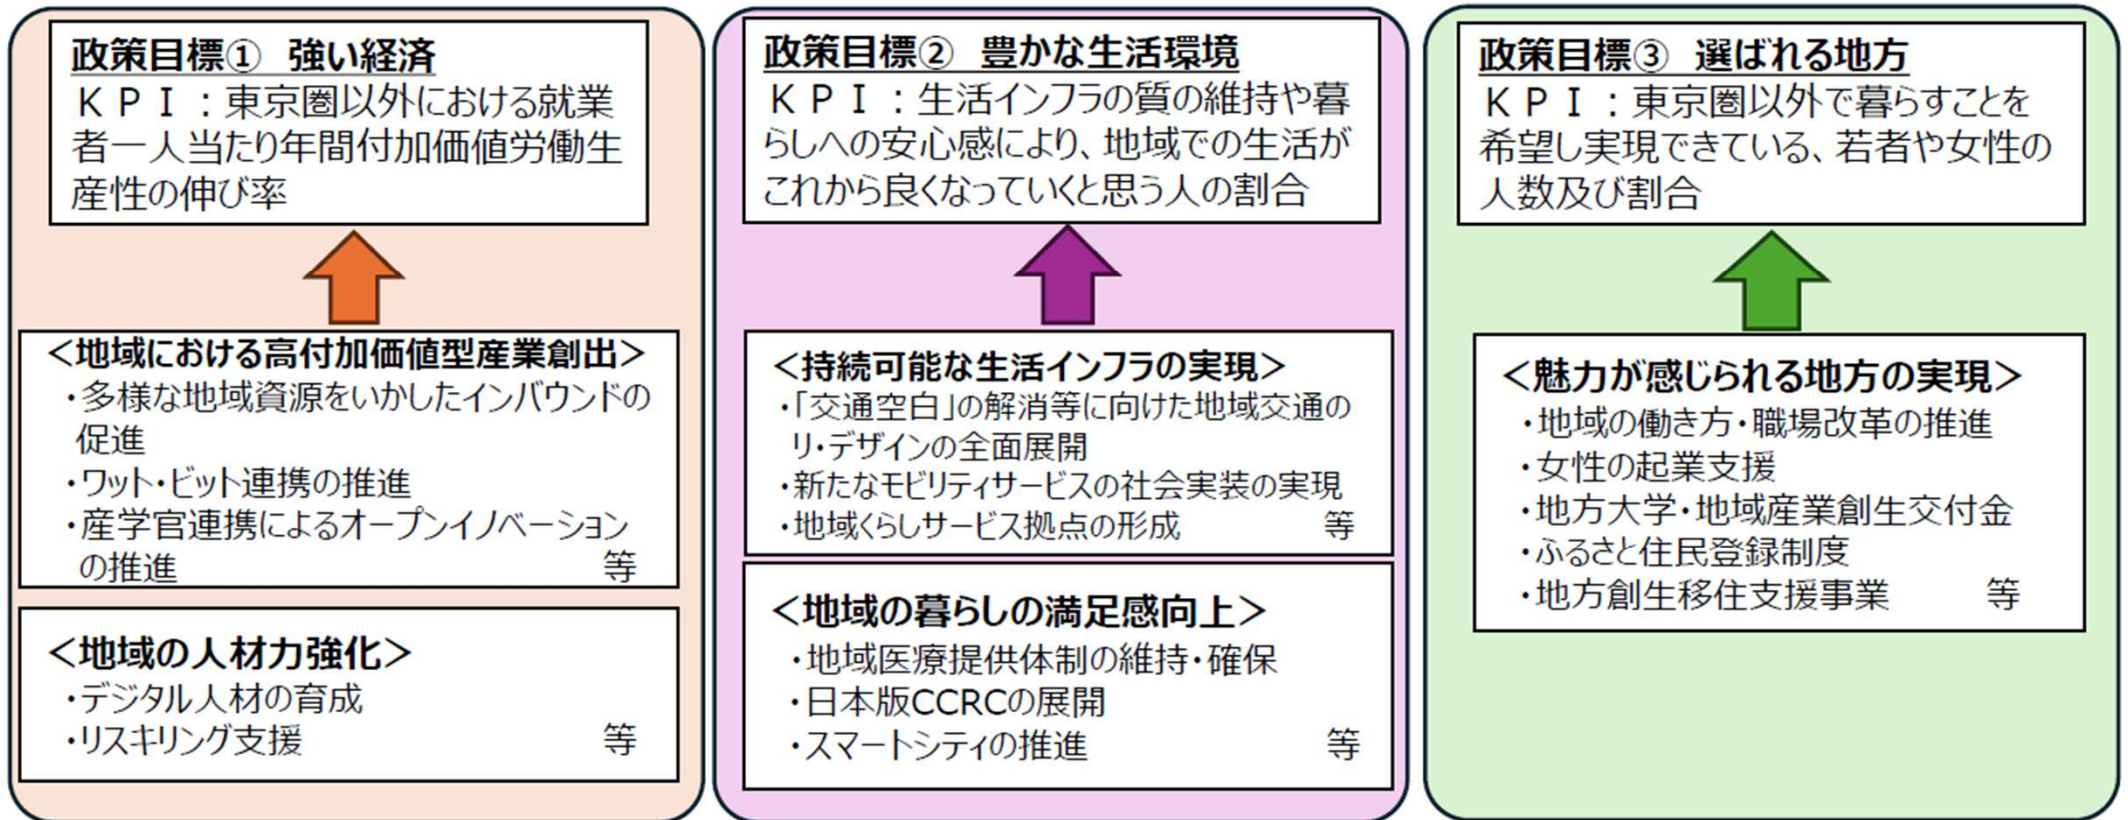 政策目標① 強い経済
KPI:東京圏以外における就業
者一人当たり年間付加価値労働生
産性の伸び率
<地域における高付加価値型産業創出>
・多様な地域資源をいかしたインバウンドの
促進
・ワット・ビット連携の推進
・産学官連携によるオープンイノベーション
の推進 等
<地域の人材力強化>
・デジタル人材の育成
・リスキリング支援 等
政策目標② 豊かな生活環境
KPI:生活インフラの質の維持や暮
らしへの安心感により、地域での生活が
これから良くなっていくと思う人の割合
<持続可能な生活インフラの実現>
・「交通空白」の解消等に向けた地域交通の
リ・デザインの全面展開
・新たなモビリティサービスの社会実装の実現
・地域くらしサービス拠点の形成 等
<地域の暮らしの満足感向上>
・地域医療提供体制の維持・確保
・日本版CCRCの展開
・スマートシティの推進 等
政策目標③ 選ばれる地方
KPI:東京圏以外で暮らすことを
希望し実現できている、若者や女性の
人数及び割合
<魅力が感じられる地方の実現>
・地域の働き方・職場改革の推進
・女性の起業支援
・地方大学・地域産業創生交付金
・ふるさと住民登録制度
・地方創生移住支援事業 等